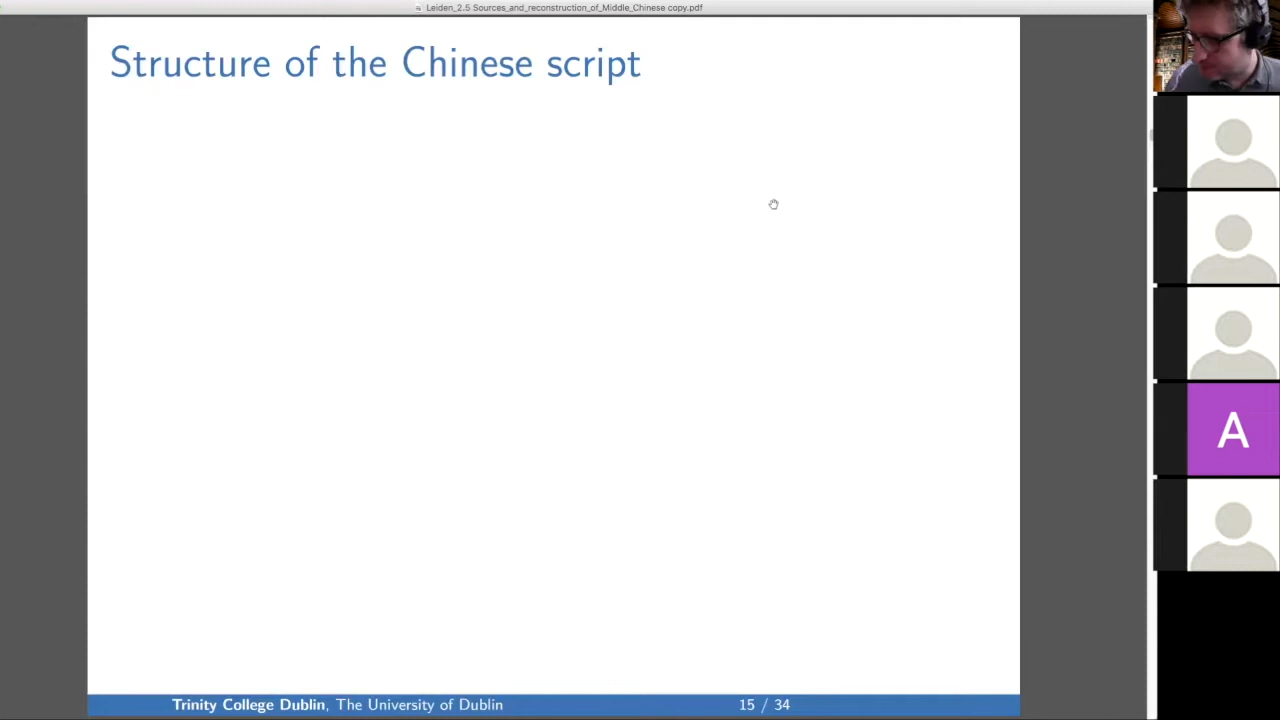 Leiden_2.5 Sources_and_reconstruction_of_Middle_Chinese copy.pdf
Structure of the Chinese script
A
Trinity College Dublin, The University of Dublin 15 / 34